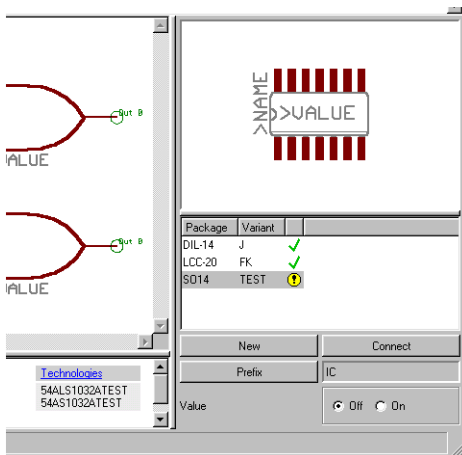 Out B
VALUE
Out B
VALUE
>NAME
>VALUE
Package Variant
DIL-14 J
LCC-20 FK
SO14 TEST
New Connect
Prefix IC
Technologies
54ALS1032ATEST
54AS1032ATEST
Value Off On